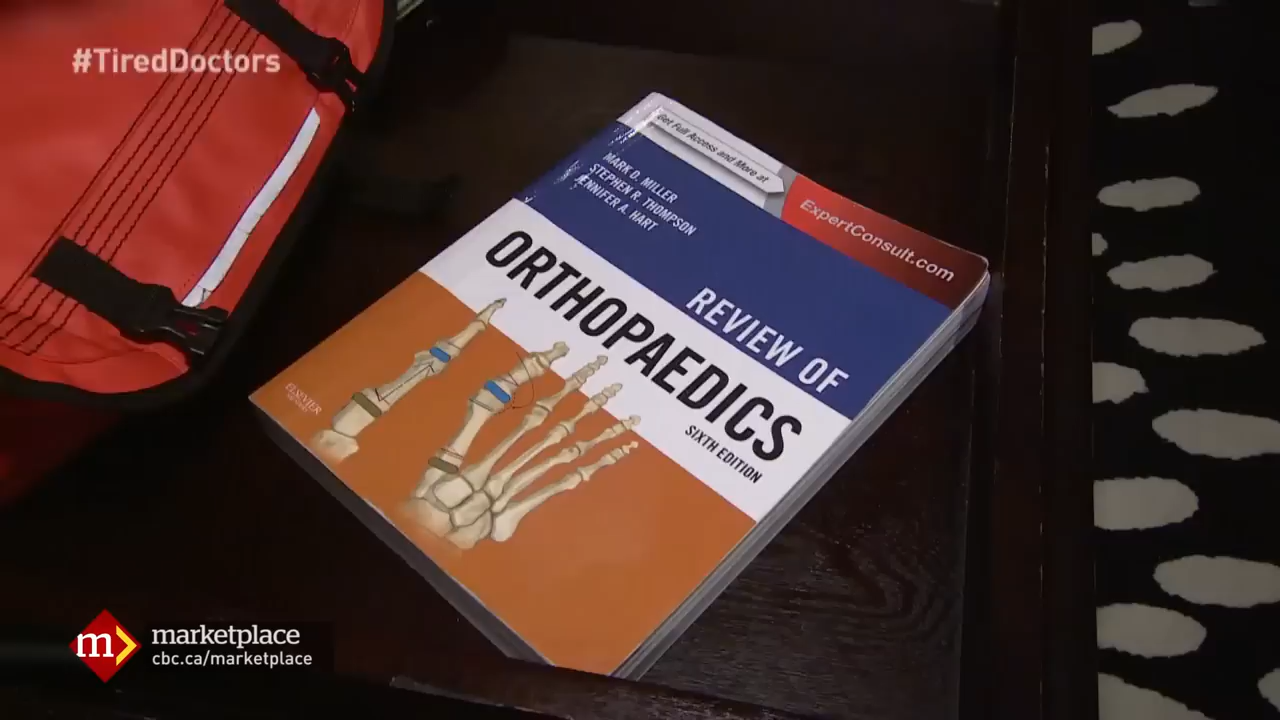 #TiredDoctors
Get Full Access and More at
ExpertConsult.com
MARK D. MILLER
STEPHEN R. THOMPSON
JENNIFER A. HART
REVIEW OF
ORTHOPAEDICS
SIXTH EDITION
ELSEVIER
m
marketplace
cbc.ca/marketplace